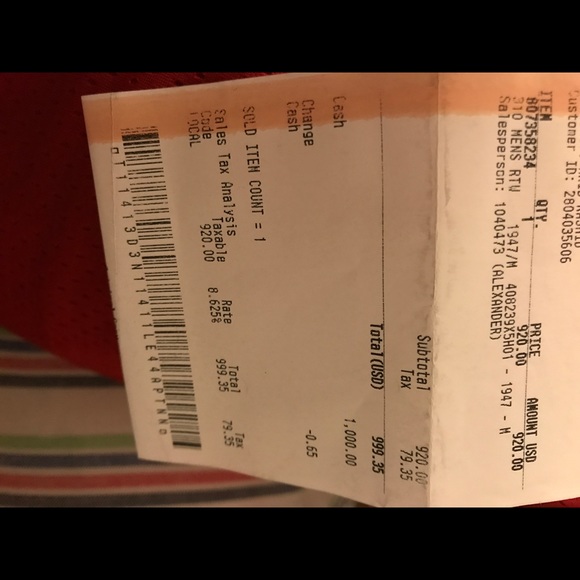 Customer ID: 2804035606
ITEM QTY. PRICE AMOUNT USD
807358234 1 920.00 920.00
310 MENS RTW 1947/M 408239X5H01 - 1947 - M
Salesperson: 1040473 (ALEXANDER)
Subtotal 920.00
Tax 79.35
Total(USD) 999.35
Cash 1,000.00
Change
Cash -0.65
SOLD ITEM COUNT = 1
Sales Tax Analysis
Code Taxable Rate Total Tax
LOCAL 920.00 8.625% 999.35 79.35